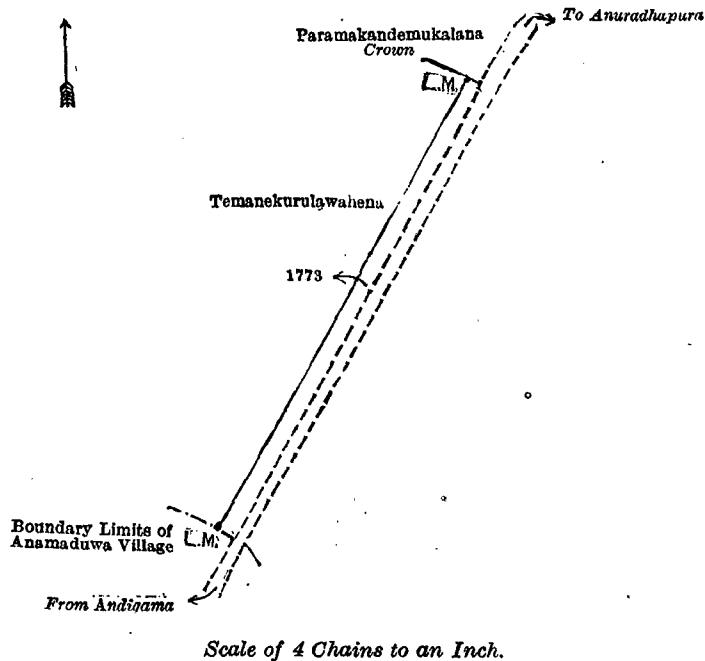 To Anuradhapura
Paramakandemukalana
Crown
L.M.
Temanekurulawahena
1773
Boundary Limits of
Anamaduwa Village
L.M.
From Andigama
Scale of 4 Chains to an Inch.